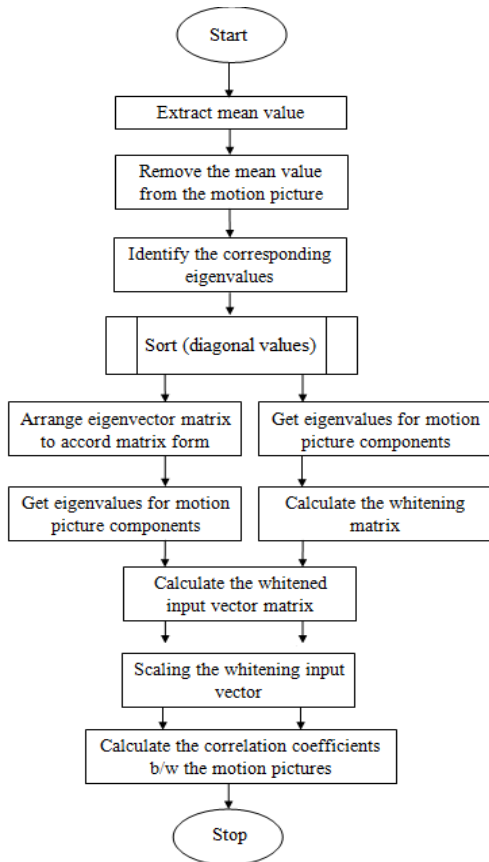 Start
Extract mean value
Remove the mean value
from the motion picture
Identify the corresponding
eigenvalues
Sort (diagonal values)
Arrange eigenvector matrix
to accord matrix form
Get eigenvalues for motion
picture components
Get eigenvalues for motion
picture components
Calculate the whitening
matrix
Calculate the whitened
input vector matrix
Scaling the whitening input
vector
Calculate the correlation coefficients
b/w the motion pictures
Stop